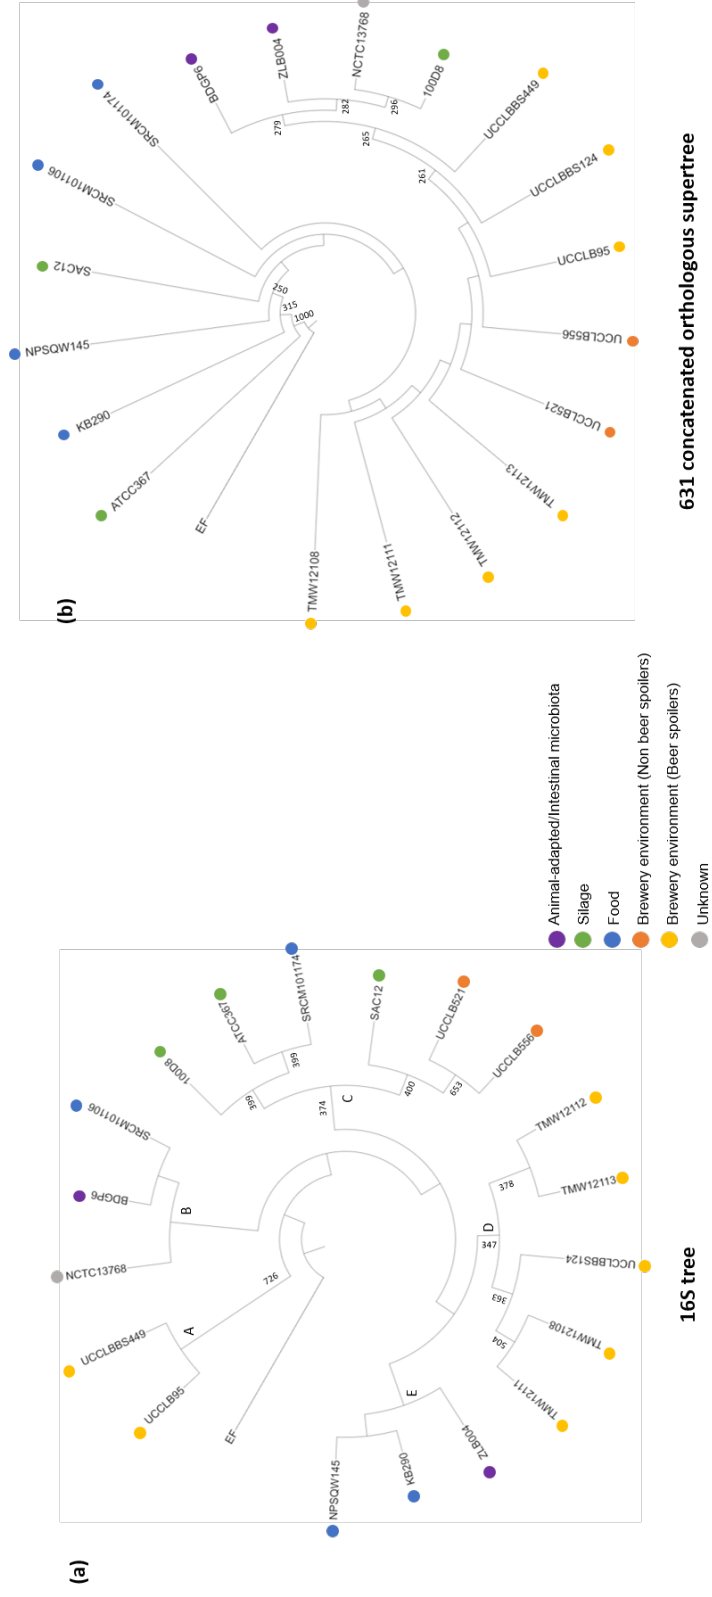 (a)
EF
UCCLB95
UCCLBBS449
A
726
NCTC13768
BDGP6
SRCM101106
B
100D8
ATCC367
SRCM101174
399
399
374
C
SAC12
UCCLB521
UCCLB556
400
653
TMW12112
TMW12113
378
D
347
UCCLBBS124
363
TMW12108
504
TMW12111
E
ZLB004
KB290
NPSQW145
16S tree
Animal-adapted/Intestinal microbiota
Silage
Food
Brewery environment (Non beer spoilers)
Brewery environment (Beer spoilers)
Unknown
(b)
EF
ATCC367
KB290
NPSQW145
SAC12
SRCM101106
SRCM101174
BDGP6
ZLB004
NCTC13768
100D8
UCCLBBS449
UCCLBBS124
UCCLB95
UCCLB556
UCCLB521
TMW12113
TMW12112
TMW12111
TMW12108
1000
315
250
279
282
296
265
261
631 concatenated orthologous supertree